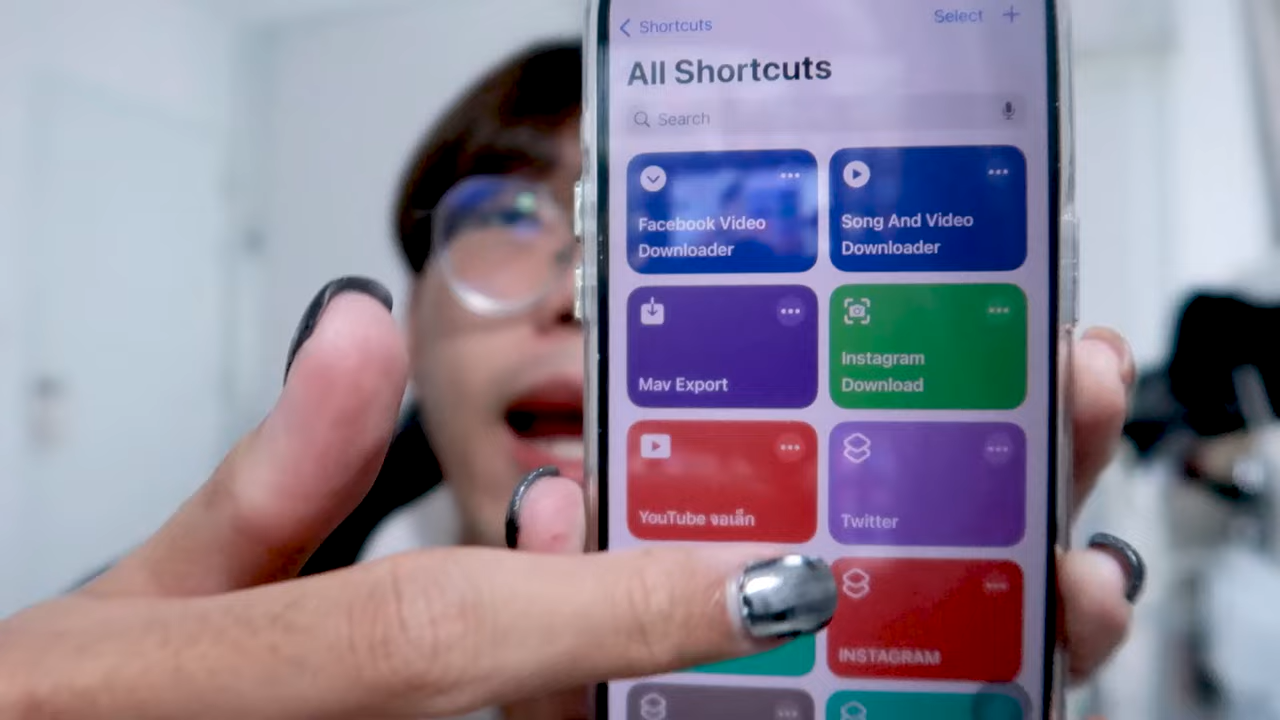 Shortcuts
Select
All Shortcuts
Search
Facebook Video
Downloader
Song And Video
Downloader
Mav Export
Instagram
Download
YouTube จอเล็ก
Twitter
INSTAGRAM